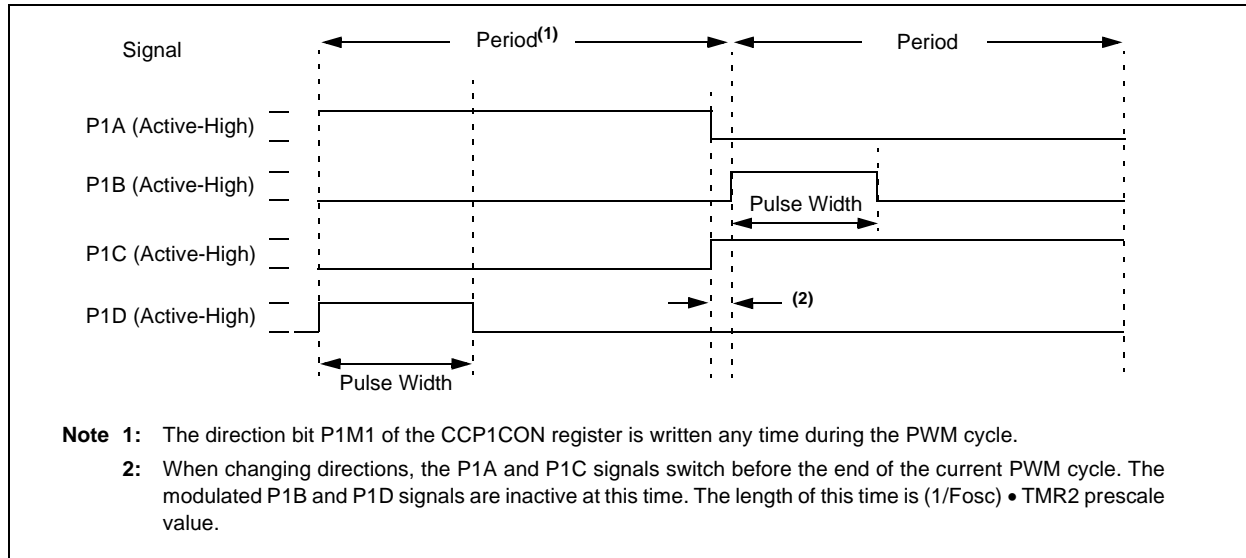 Signal
Period(1)
Period
P1A (Active-High)
P1B (Active-High)
Pulse Width
P1C (Active-High)
(2)
P1D (Active-High)
Pulse Width
Note 1: The direction bit P1M1 of the CCP1CON register is written any time during the PWM cycle.
2: When changing directions, the P1A and P1C signals switch before the end of the current PWM cycle. The
modulated P1B and P1D signals are inactive at this time. The length of this time is (1/Fosc) • TMR2 prescale
value.